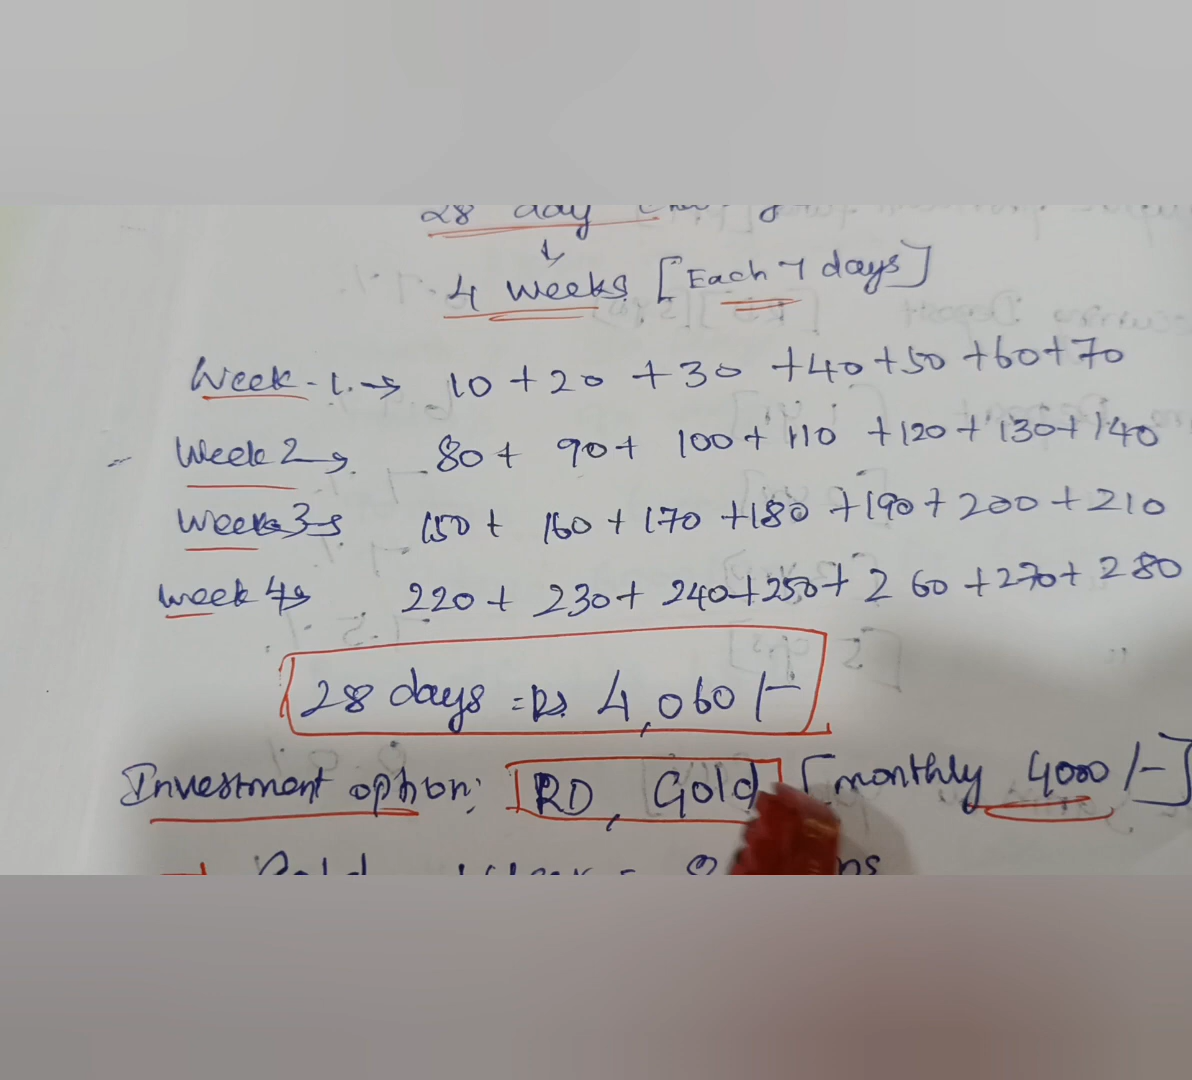 28 day
↓
4 weeks [Each 7 days]
Week-1.→ 10 + 20 + 30 + 40 + 50 + 60 + 70
Week 2→ 80 + 90 + 100 + 110 + 120 + 130 + 140
Week 3→ 150 + 160 + 170 + 180 + 190 + 200 + 210
Week 4→ 220 + 230 + 240 + 250 + 260 + 270 + 280
28 days = Rs. 4,060/-
Investment option: RD, Gold [monthly 4000/-]